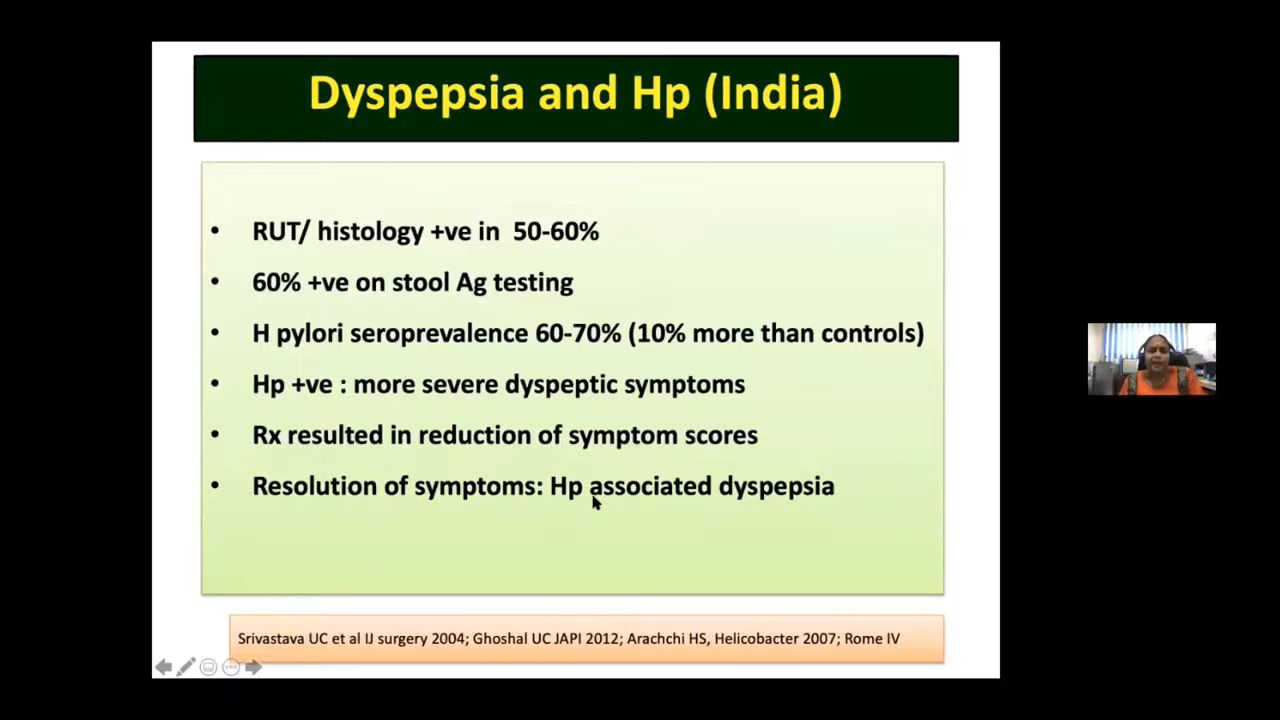 Dyspepsia and Hp (India)
• RUT/ histology +ve in 50-60%
• 60% +ve on stool Ag testing
• H pylori seroprevalence 60-70% (10% more than controls)
• Hp +ve : more severe dyspeptic symptoms
• Rx resulted in reduction of symptom scores
• Resolution of symptoms: Hp associated dyspepsia
Srivastava UC et al IJ surgery 2004; Ghoshal UC JAPI 2012; Arachchi HS, Helicobacter 2007; Rome IV